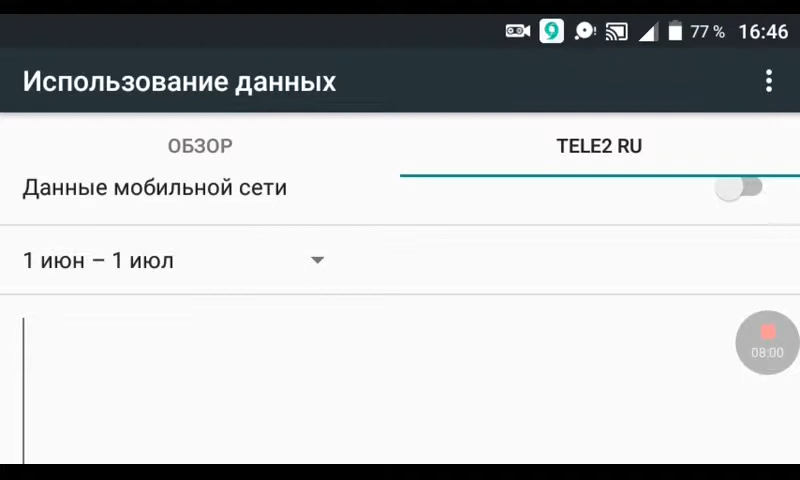 77 % 16:46
Использование данных
ОБЗОР TELE2 RU
Данные мобильной сети
1 июн – 1 июл
08:00